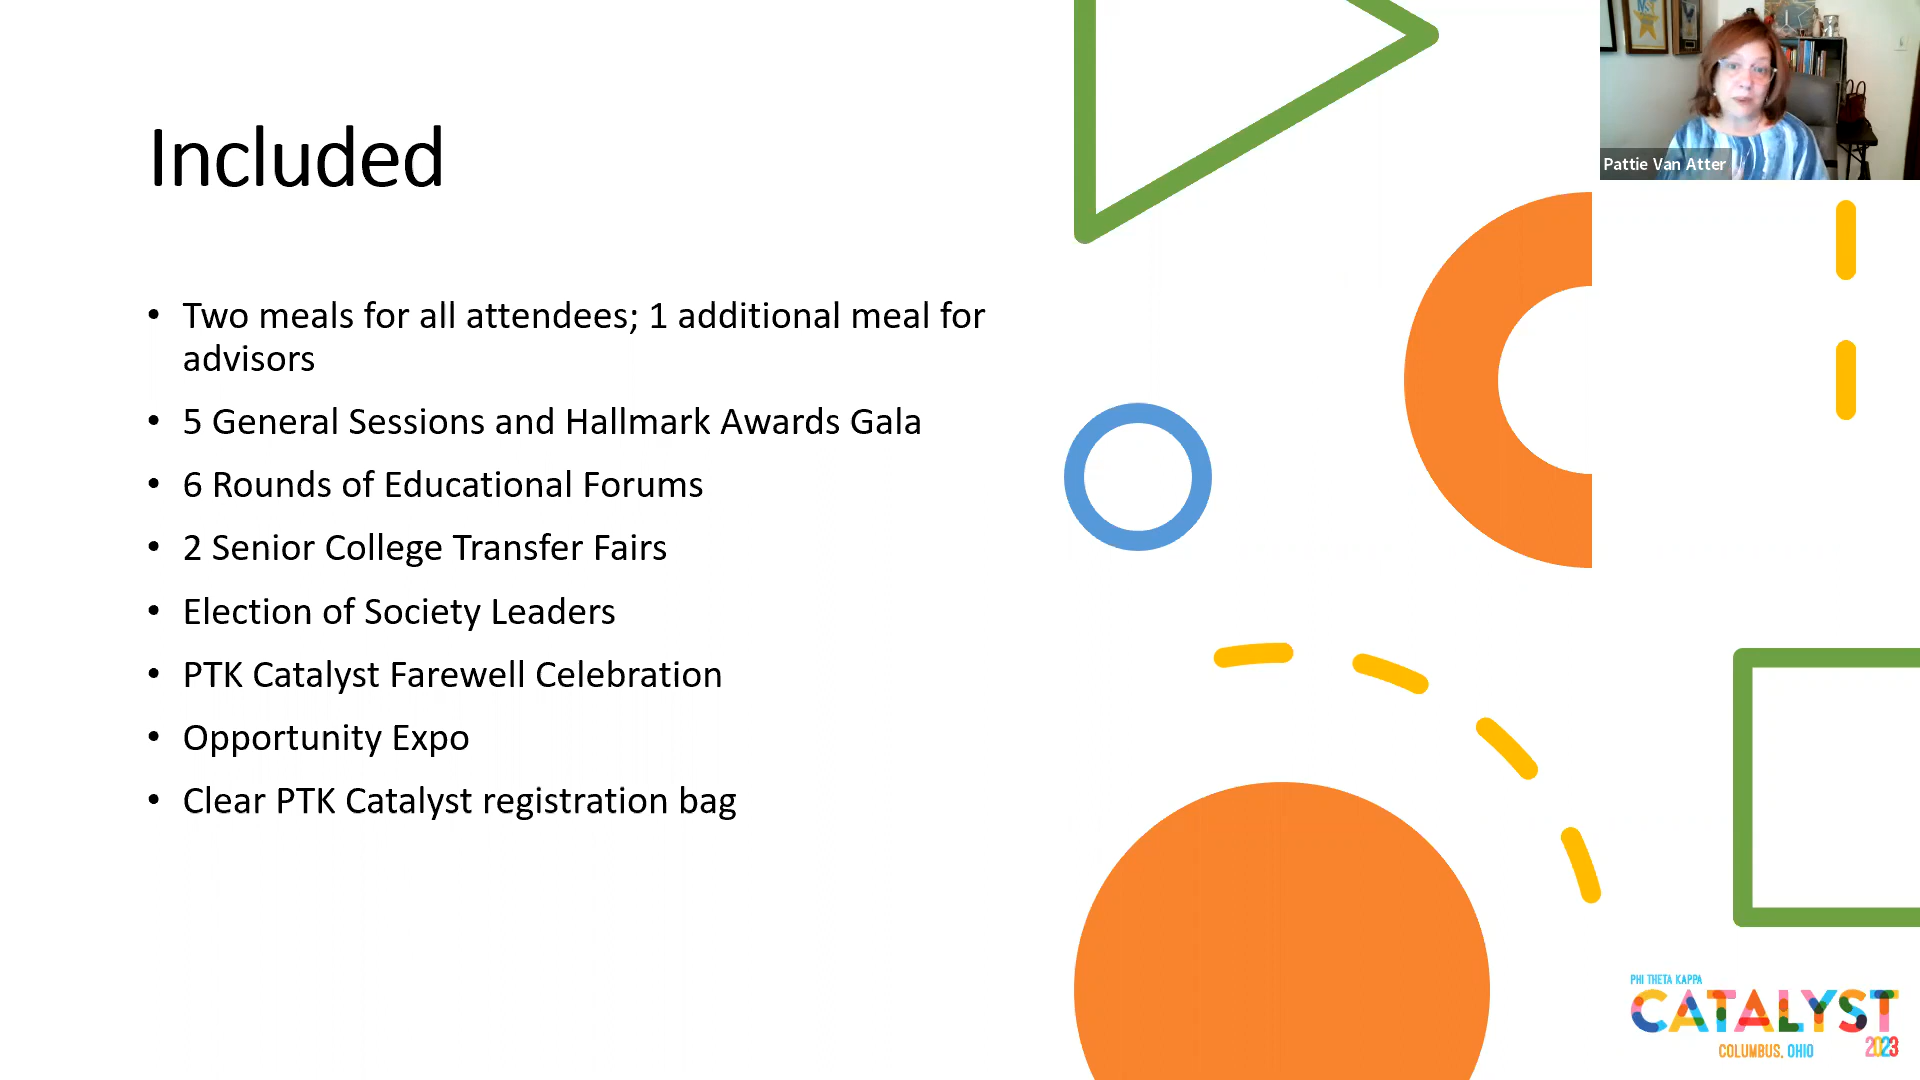 Included
• Two meals for all attendees; 1 additional meal for
advisors
• 5 General Sessions and Hallmark Awards Gala
• 6 Rounds of Educational Forums
• 2 Senior College Transfer Fairs
• Election of Society Leaders
• PTK Catalyst Farewell Celebration
• Opportunity Expo
• Clear PTK Catalyst registration bag
Pattie Van Atter
PHI THETA KAPPA
CATALYST
COLUMBUS, OHIO 2023